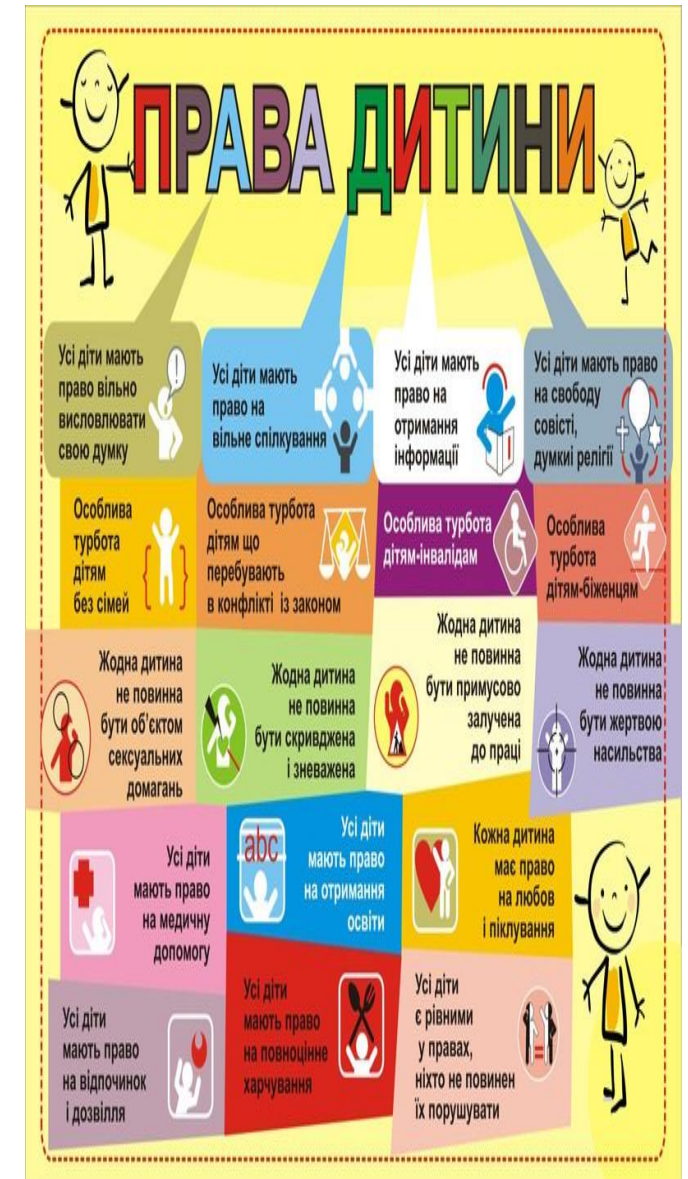 ПРАВА ДИТИНИ
Усі діти мають
право вільно
висловлювати
свою думку
Усі діти мають
право на
вільне спілкування
Усі діти мають
право на
отримання
інформації
Усі діти мають право
на свободу
совісті,
думкиі релігії
Особлива
турбота
дітям
без сімей
Особлива турбота
дітям що
перебувають
в конфлікті із законом
Особлива турбота
дітям-інвалідам
Особлива
турбота
дітям-біженцям
Жодна дитина
не повинна
бути об'єктом
сексуальних
домагань
Жодна дитина
не повинна
бути скривджена
і зневажена
Жодна дитина
не повинна
бути примусово
залучена
до праці
Жодна дитина
не повинна
бути жертвою
насильства
Усі діти
мають право
на медичну
допомогу
abc
Усі діти
мають право
на отримання
освіти
Кожна дитина
має право
на любов
і піклування
Усі діти
мають право
на відпочинок
і дозвілля
Усі діти
мають право
на повноцінне
харчування
Усі діти
є рівними
у правах,
ніхто не повинен
їх порушувати